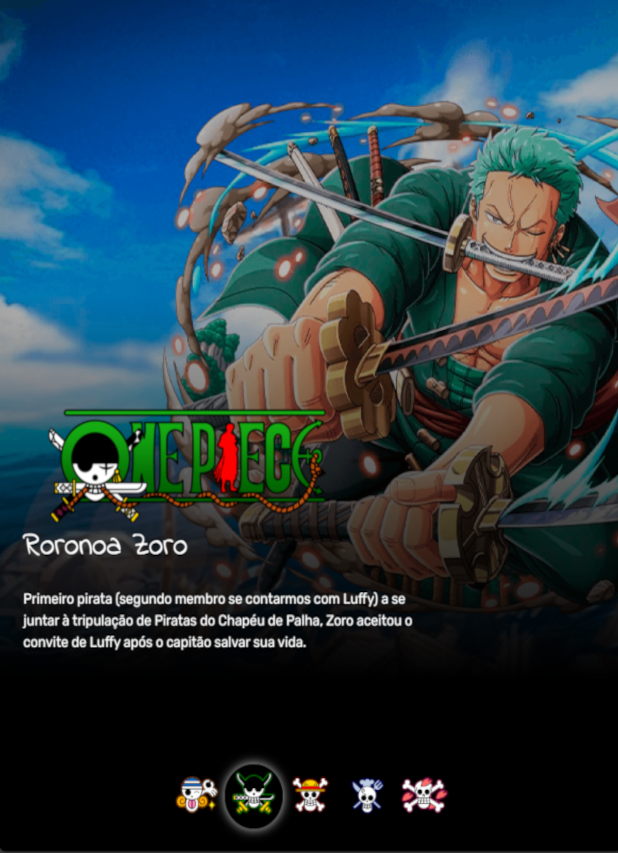 ONE PIECE
Roronoa Zoro
Primeiro pirata (segundo membro se contarmos com Luffy) a se
juntar à tripulação de Piratas do Chapéu de Palha, Zoro aceitou o
convite de Luffy após o capitão salvar sua vida.